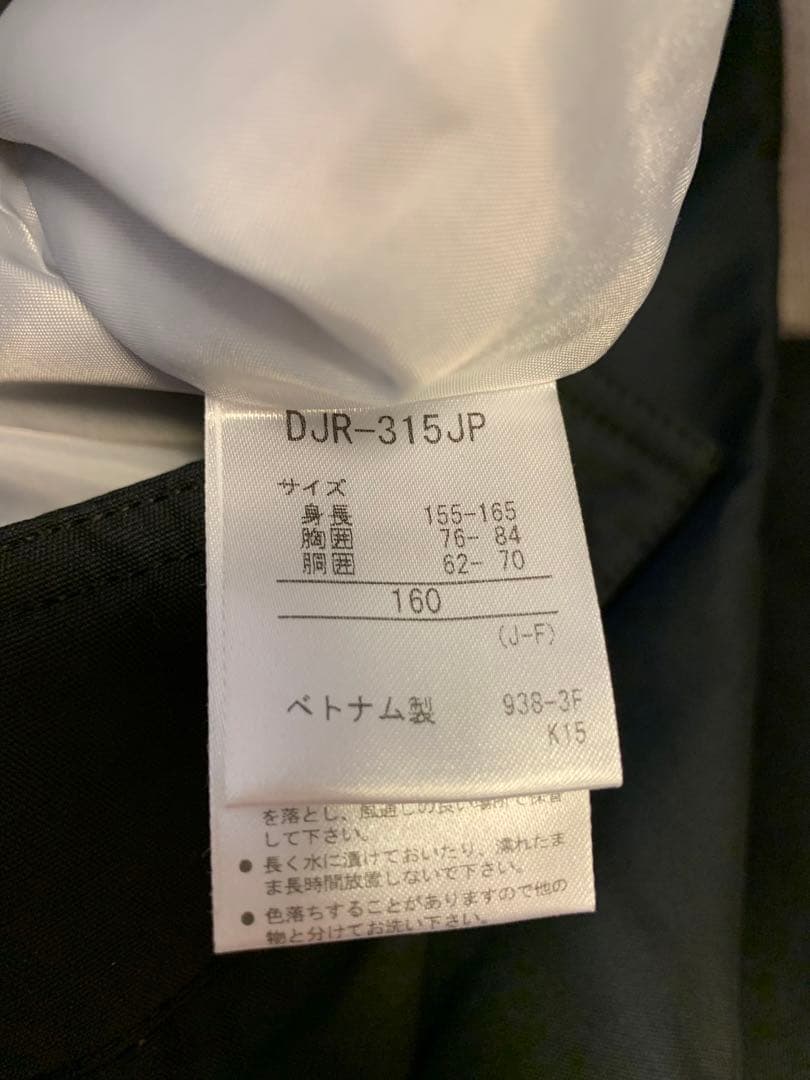 DJR-315JP
サイズ
身長 155-165
胸囲 76- 84
胴囲 62- 70
160
(J-F)
ベトナム製 938-3F
K15
を落とし、風通しの良い場所で保管
して下さい。
● 長く水に漬けておいたり、濡れたま
ま長時間放置しないで下さい。
● 色落ちすることがありますので他の
物と分けてお洗い下さい。